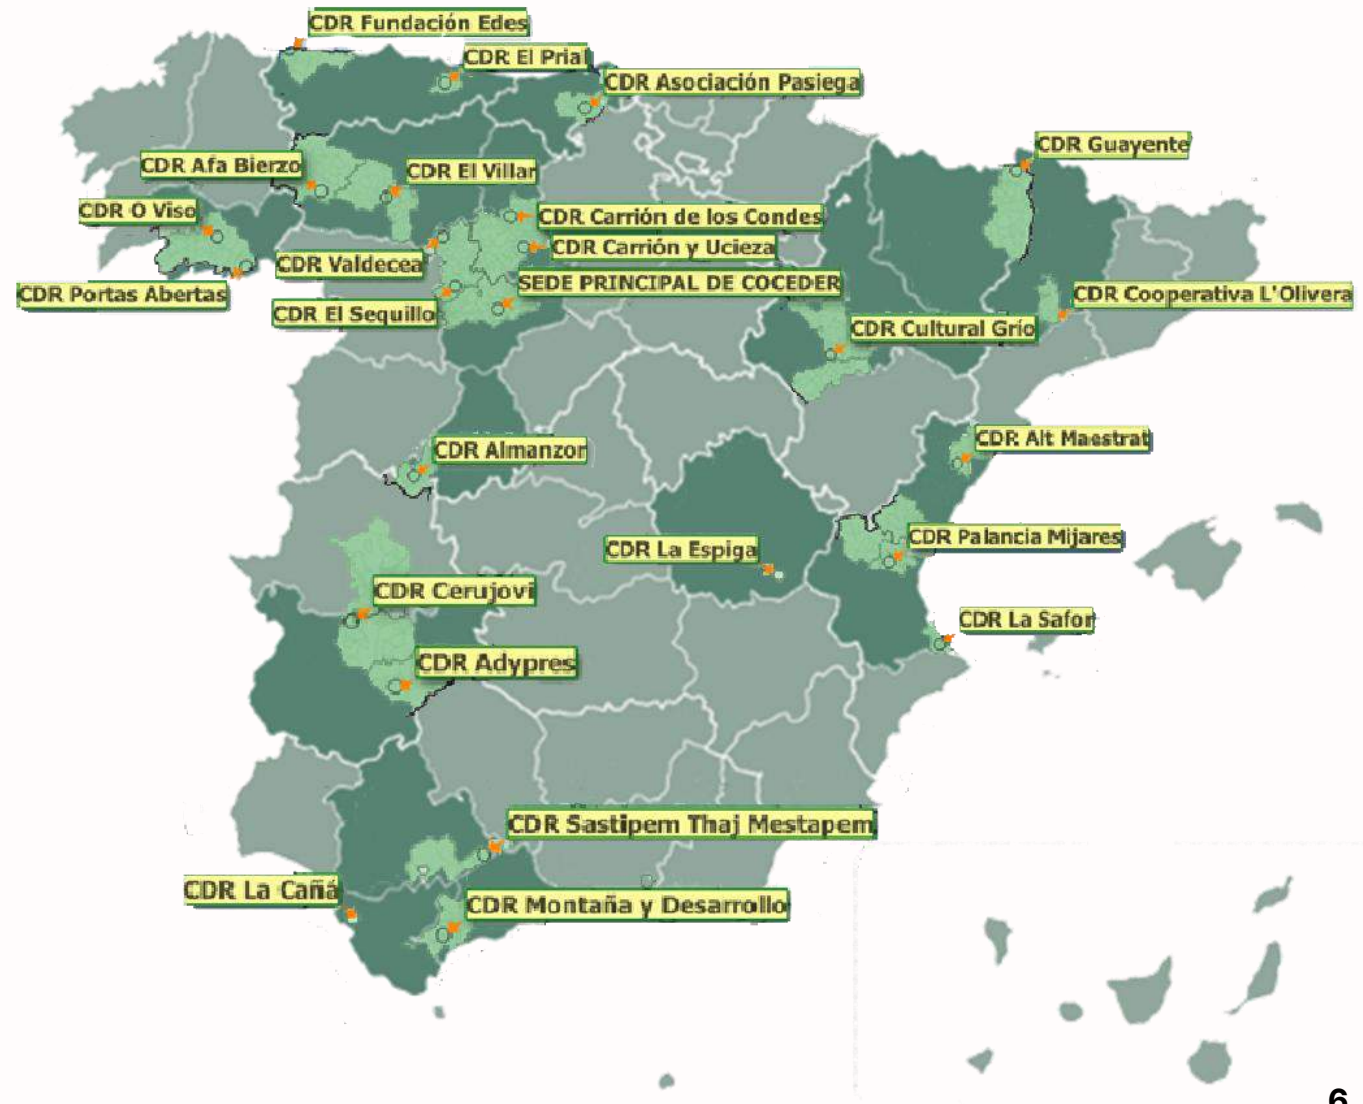 CDR Fundación Edes
CDR El Prial
CDR Asociación Pasiega
CDR Guayente
CDR Afa Bierzo
CDR El Villar
CDR O Viso
CDR Carrión de los Condes
CDR Carrión y Ucieza
CDR Valdecea
SEDE PRINCIPAL DE COCEDER
CDR Portas Abertas
CDR Cooperativa L'Olivera
CDR El Sequillo
CDR Cultural Grío
CDR Alt Maestrat
CDR Almanzor
CDR Palancia Mijares
CDR La Espiga
CDR Cerujovi
CDR La Safor
CDR Adypres
CDR Sastipem Thaj Mestapem
CDR La Cañá
CDR Montaña y Desarrollo
6